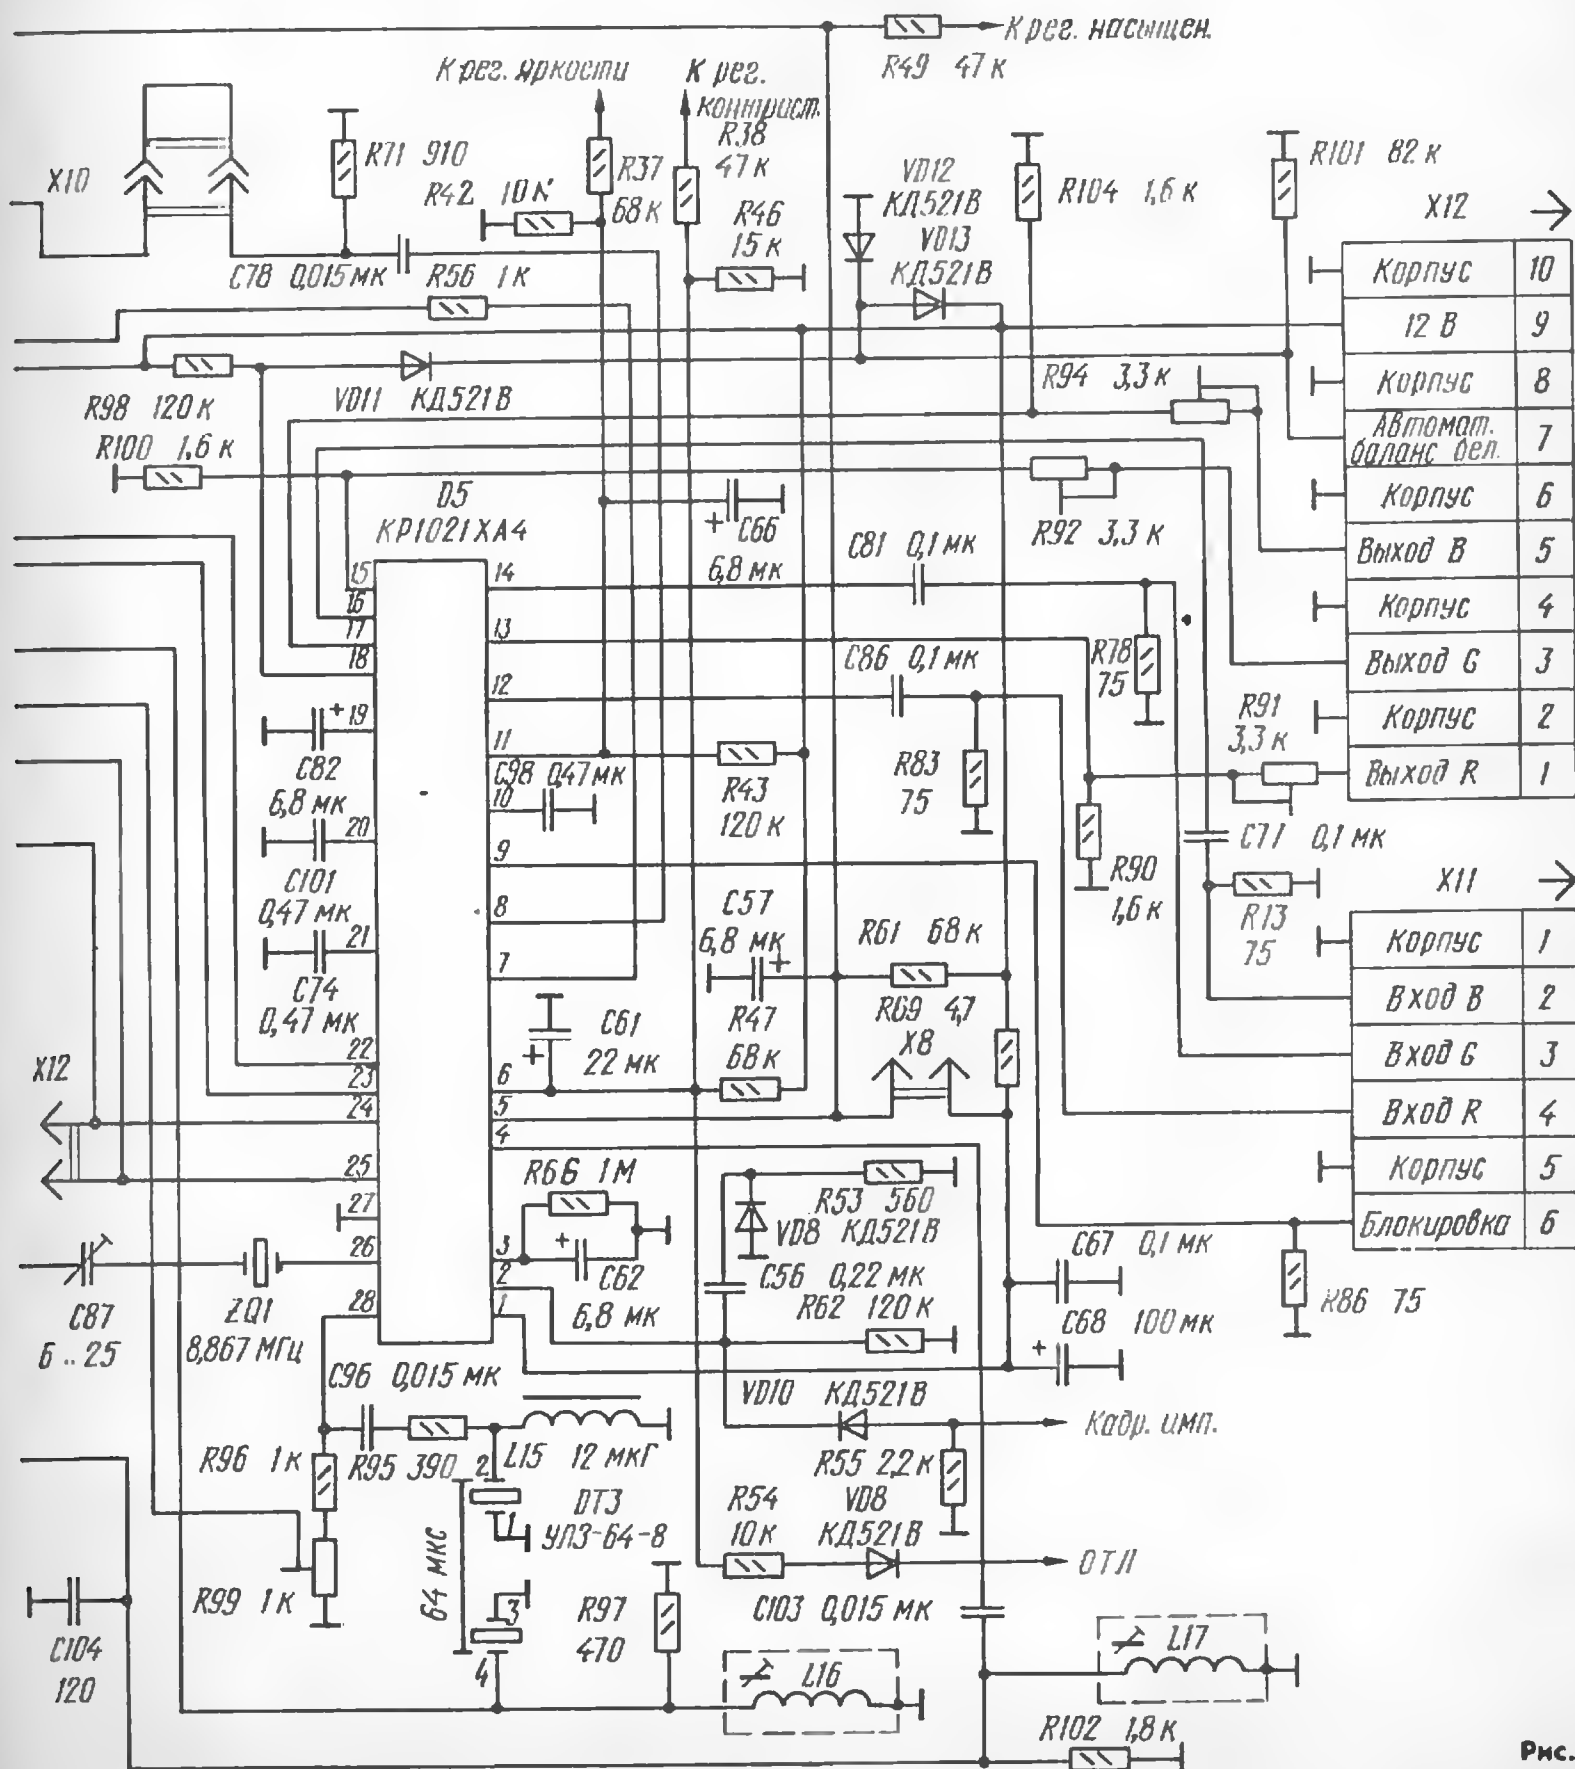 К рег. насыщен.
R49 47 к
К рег. яркости
К рег.
контраст.
R38
47 к
R71 910
R42 10 к
R37
68 к
X10
VD12
КД521В
VD13
КД521В
R104 1,6 к
R101 82 к
X12
R46
15 к
C78 0,015 мк
R56 1 к
Корпус 10
12 В 9
Корпус 8
Автомат.
баланс бел. 7
Корпус 6
Выход B 5
Корпус 4
Выход G 3
Корпус 2
Выход R 1
R98 120 к
VD11 КД521В
R94 3,3 к
R100 1,6 к
D5
КР1021ХА4
C66
6,8 мк
R92 3,3 к
C81 0,1 мк
15
16
17
18
19
20
21
22
23
24
25
27
26
28
14
13
12
11
10
9
8
7
6
5
4
3
2
1
C86 0,1 мк
R78
75
R91
3,3 к
C82
6,8 мк
C98 0,47 мк
R43
120 к
R83
75
C101
0,47 мк
R90
1,6 к
C77 0,1 мк
R13
75
C74
0,47 мк
C57
6,8 мк
R61 68 к
R69 4,7
X8
C61
22 мк
R47
68 к
X11
Корпус 1
Вход B 2
Вход G 3
Вход R 4
Корпус 5
Блокировка 6
X12
R66 1 М
R53 560
VD8 КД521В
C62
6,8 мк
C56 0,22 мк
R62 120 к
C67 0,1 мк
C68 100 мк
R86 75
C87
6 .. 25
ZQ1
8,867 МГц
C96 0,015 мк
VD10 КД521В
Кадр. имп.
R96 1 к
R95 390
L15 12 мкГ
R55 2,2 к
2
1
DT3
УЛЗ-64-8
64 мкс
3
4
R54
10 к
VD8
КД521В
ОТЛ
R99 1 к
R97
470
C103 0,015 мк
C104
120
L16
L17
R102 1,8 к
Рис.